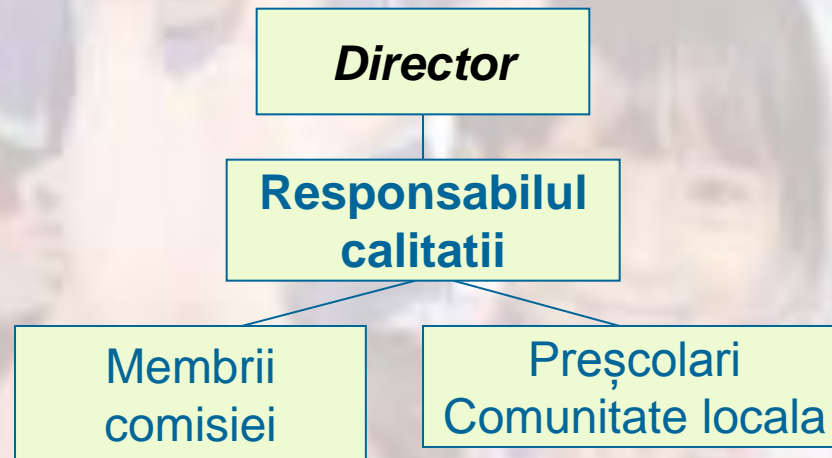 Director
Responsabilul
calitatii
Membrii
comisiei
Preșcolari
Comunitate locala